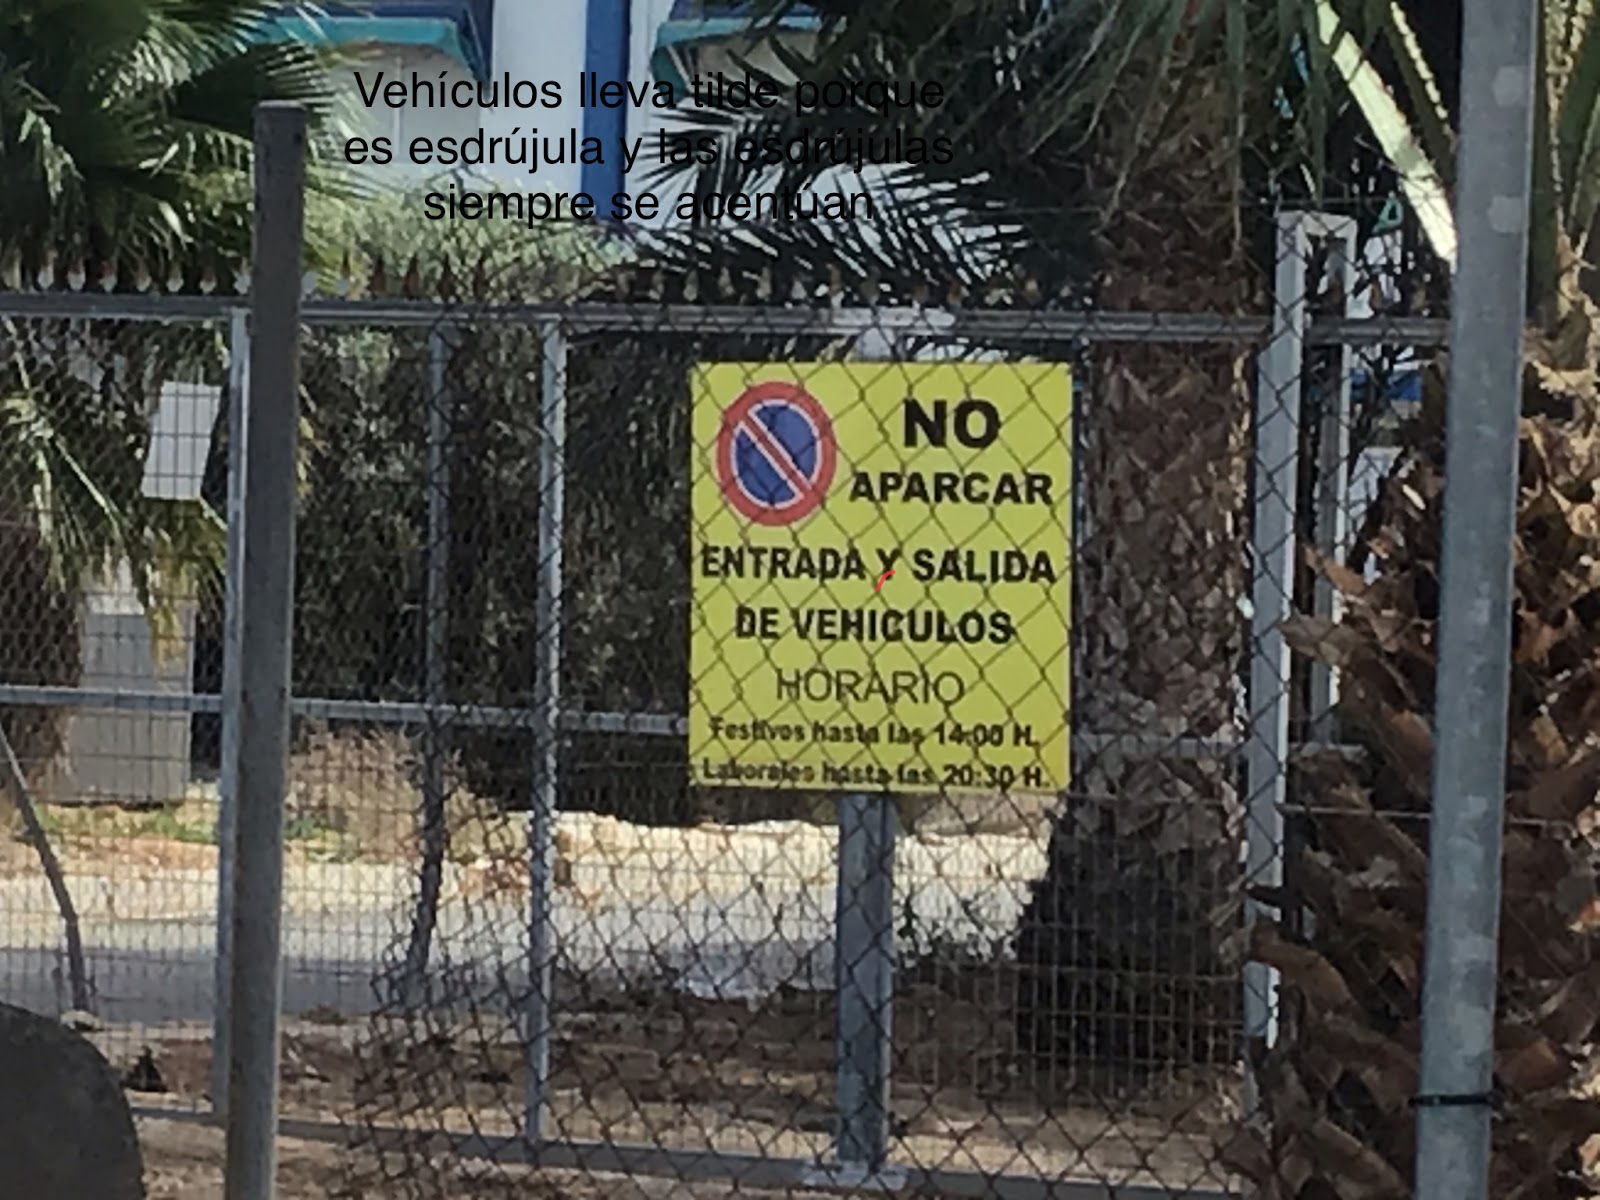 Vehículos lleva tilde porque
es esdrújula y las esdrújulas
siempre se acentúan
NO
APARCAR
ENTRADA Y SALIDA
DE VEHICULOS
HORARIO
Festivos hasta las 14:00 H.
Laborales hasta las 20:30 H.